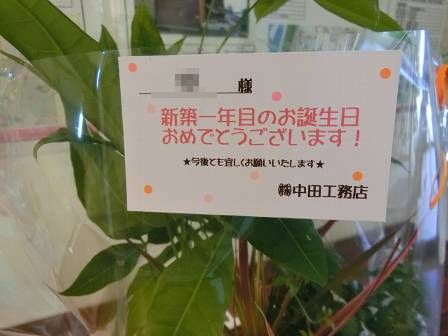 様
新築一年目のお誕生日
おめでとうございます！
★今後とも宜しくお願いいたします★
㈱中田工務店